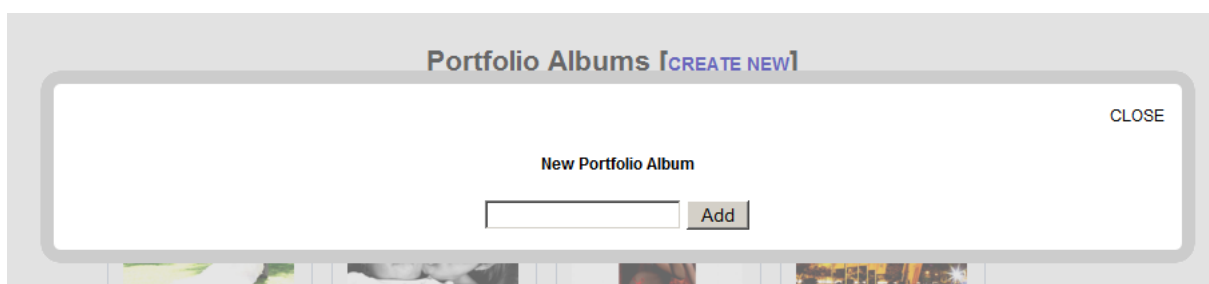 Portfolio Albums [CREATE NEW]
CLOSE
New Portfolio Album
Add